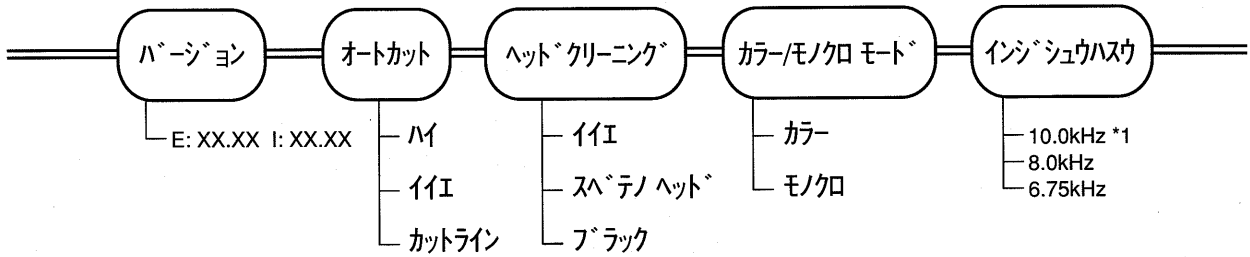 バージョン
オートカット
ヘッドクリーニング
カラー/モノクロ モード
インジシュウハスウ
E: XX.XX I: XX.XX
ハイ
イイエ
カットライン
イイエ
スベテノ ヘッド
ブラック
カラー
モノクロ
10.0kHz *1
8.0kHz
6.75kHz